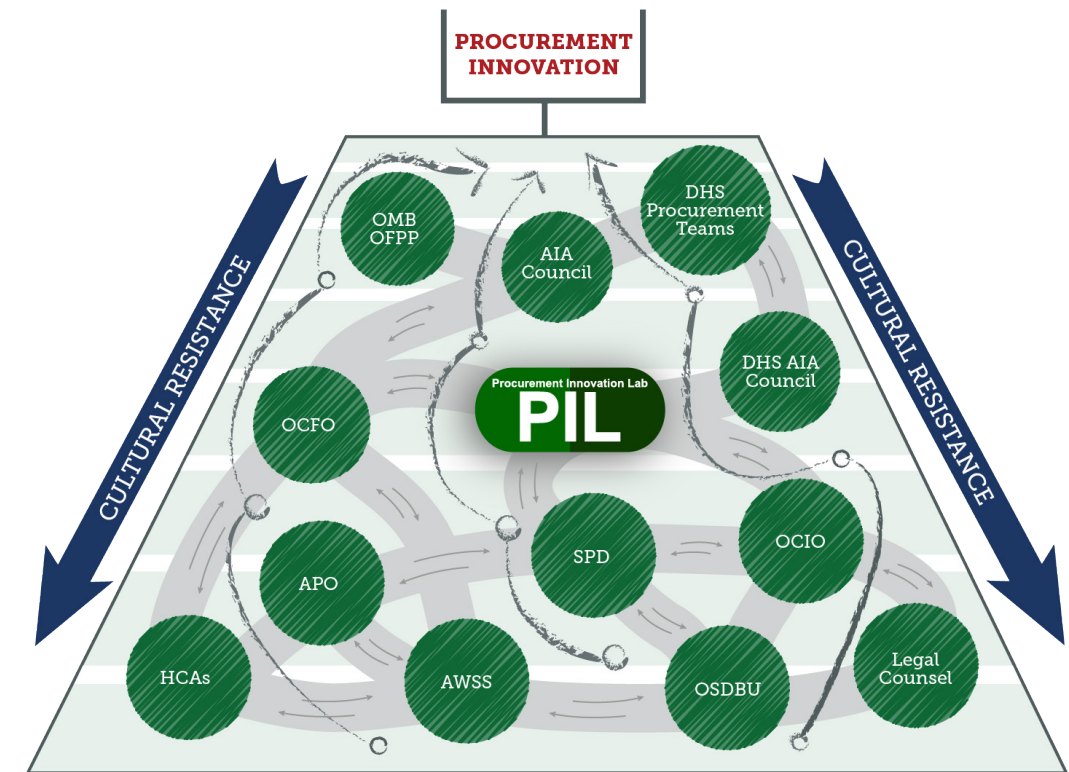 PROCUREMENT
INNOVATION
CULTURAL RESISTANCE
CULTURAL RESISTANCE
OMB
OFPP
AIA
Council
DHS
Procurement
Teams
DHS AIA
Council
Procurement Innovation Lab
PIL
OCFO
APO
SPD
OCIO
HCAs
AWSS
OSDBU
Legal
Counsel